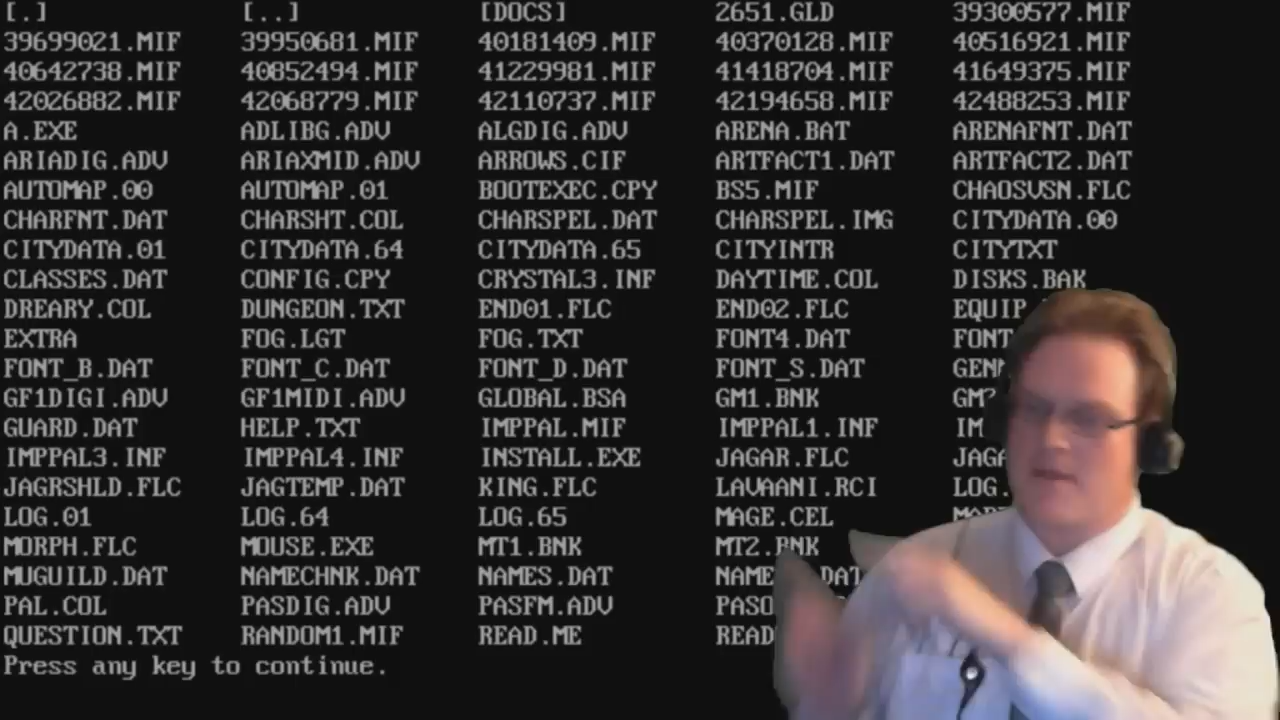 [.] [..] [DOCS] 2651.GLD 39300577.MIF
39699021.MIF 39950681.MIF 40181409.MIF 40370128.MIF 40516921.MIF
40642738.MIF 40852494.MIF 41229981.MIF 41418704.MIF 41649375.MIF
42026882.MIF 42068779.MIF 42110737.MIF 42194658.MIF 42488253.MIF
A.EXE ADLIBG.ADV ALGDIG.ADV ARENA.BAT ARENAFNT.DAT
ARIADIG.ADV ARIAXMID.ADV ARROWS.CIF ARTFACT1.DAT ARTFACT2.DAT
AUTOMAP.00 AUTOMAP.01 BOOTEXEC.CPY BS5.MIF CHAOSVSN.FLC
CHARFNT.DAT CHARSHT.COL CHARSPEL.DAT CHARSPEL.IMG CITYDATA.00
CITYDATA.01 CITYDATA.64 CITYDATA.65 CITYINTR CITYTXT
CLASSES.DAT CONFIG.CPY CRYSTAL3.INF DAYTIME.COL DISKS.BAK
DREARY.COL DUNGEON.TXT END01.FLC END02.FLC EQUIP
EXTRA FOG.LGT FOG.TXT FONT4.DAT FONT
FONT_B.DAT FONT_C.DAT FONT_D.DAT FONT_S.DAT
GF1DIGI.ADV GF1MIDI.ADV GLOBAL.BSA GM1.BNK
GUARD.DAT HELP.TXT IMPPAL.MIF IMPPAL1.INF IM
IMPPAL3.INF IMPPAL4.INF INSTALL.EXE JAGAR.FLC
JAGRSHLD.FLC JAGTEMP.DAT KING.FLC LAVAANI.RCI LOG.
LOG.01 LOG.64 LOG.65 MAGE.CEL
MORPH.FLC MOUSE.EXE MT1.BNK MT2.BNK
MUGUILD.DAT NAMECHNK.DAT NAMES.DAT NAME
PAL.COL PASDIG.ADV PASFM.ADV PASO
QUESTION.TXT RANDOM1.MIF READ.ME READ
Press any key to continue.